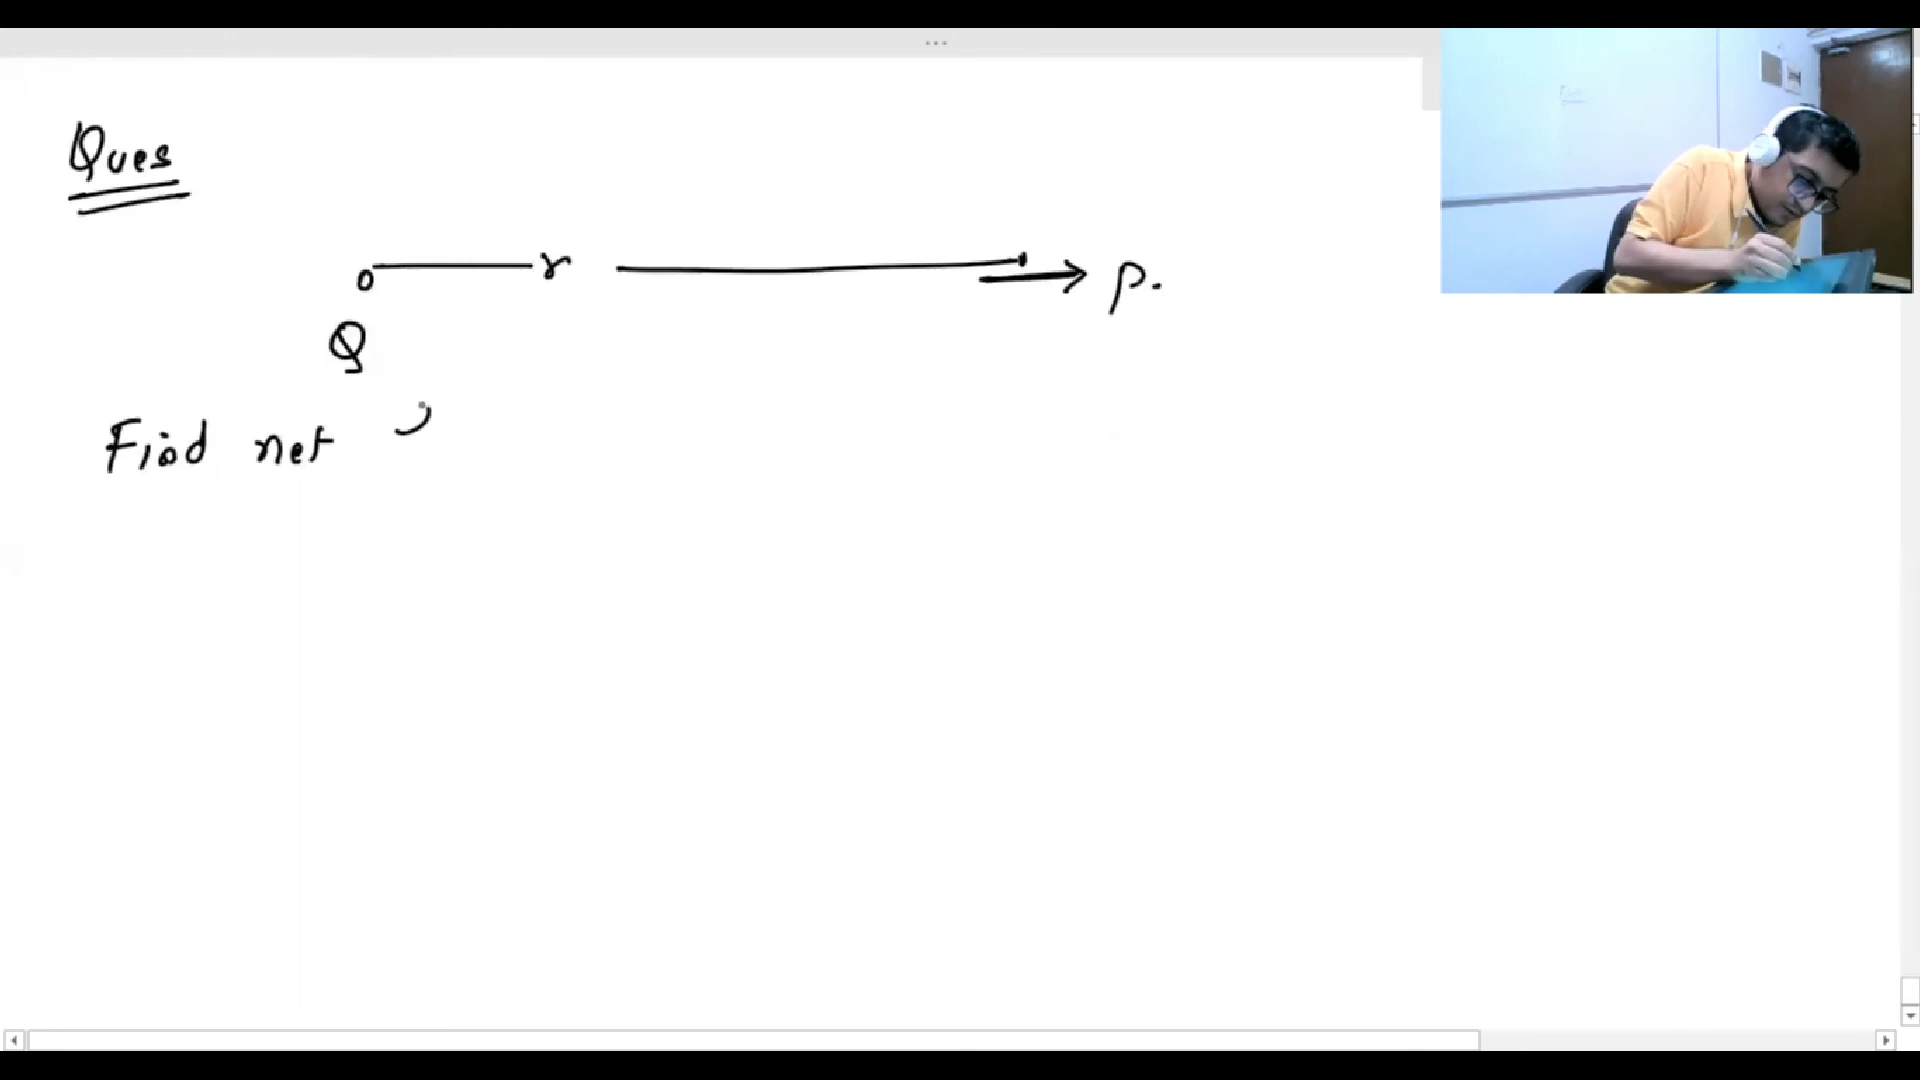 Ques
r
p.
Q
Find net